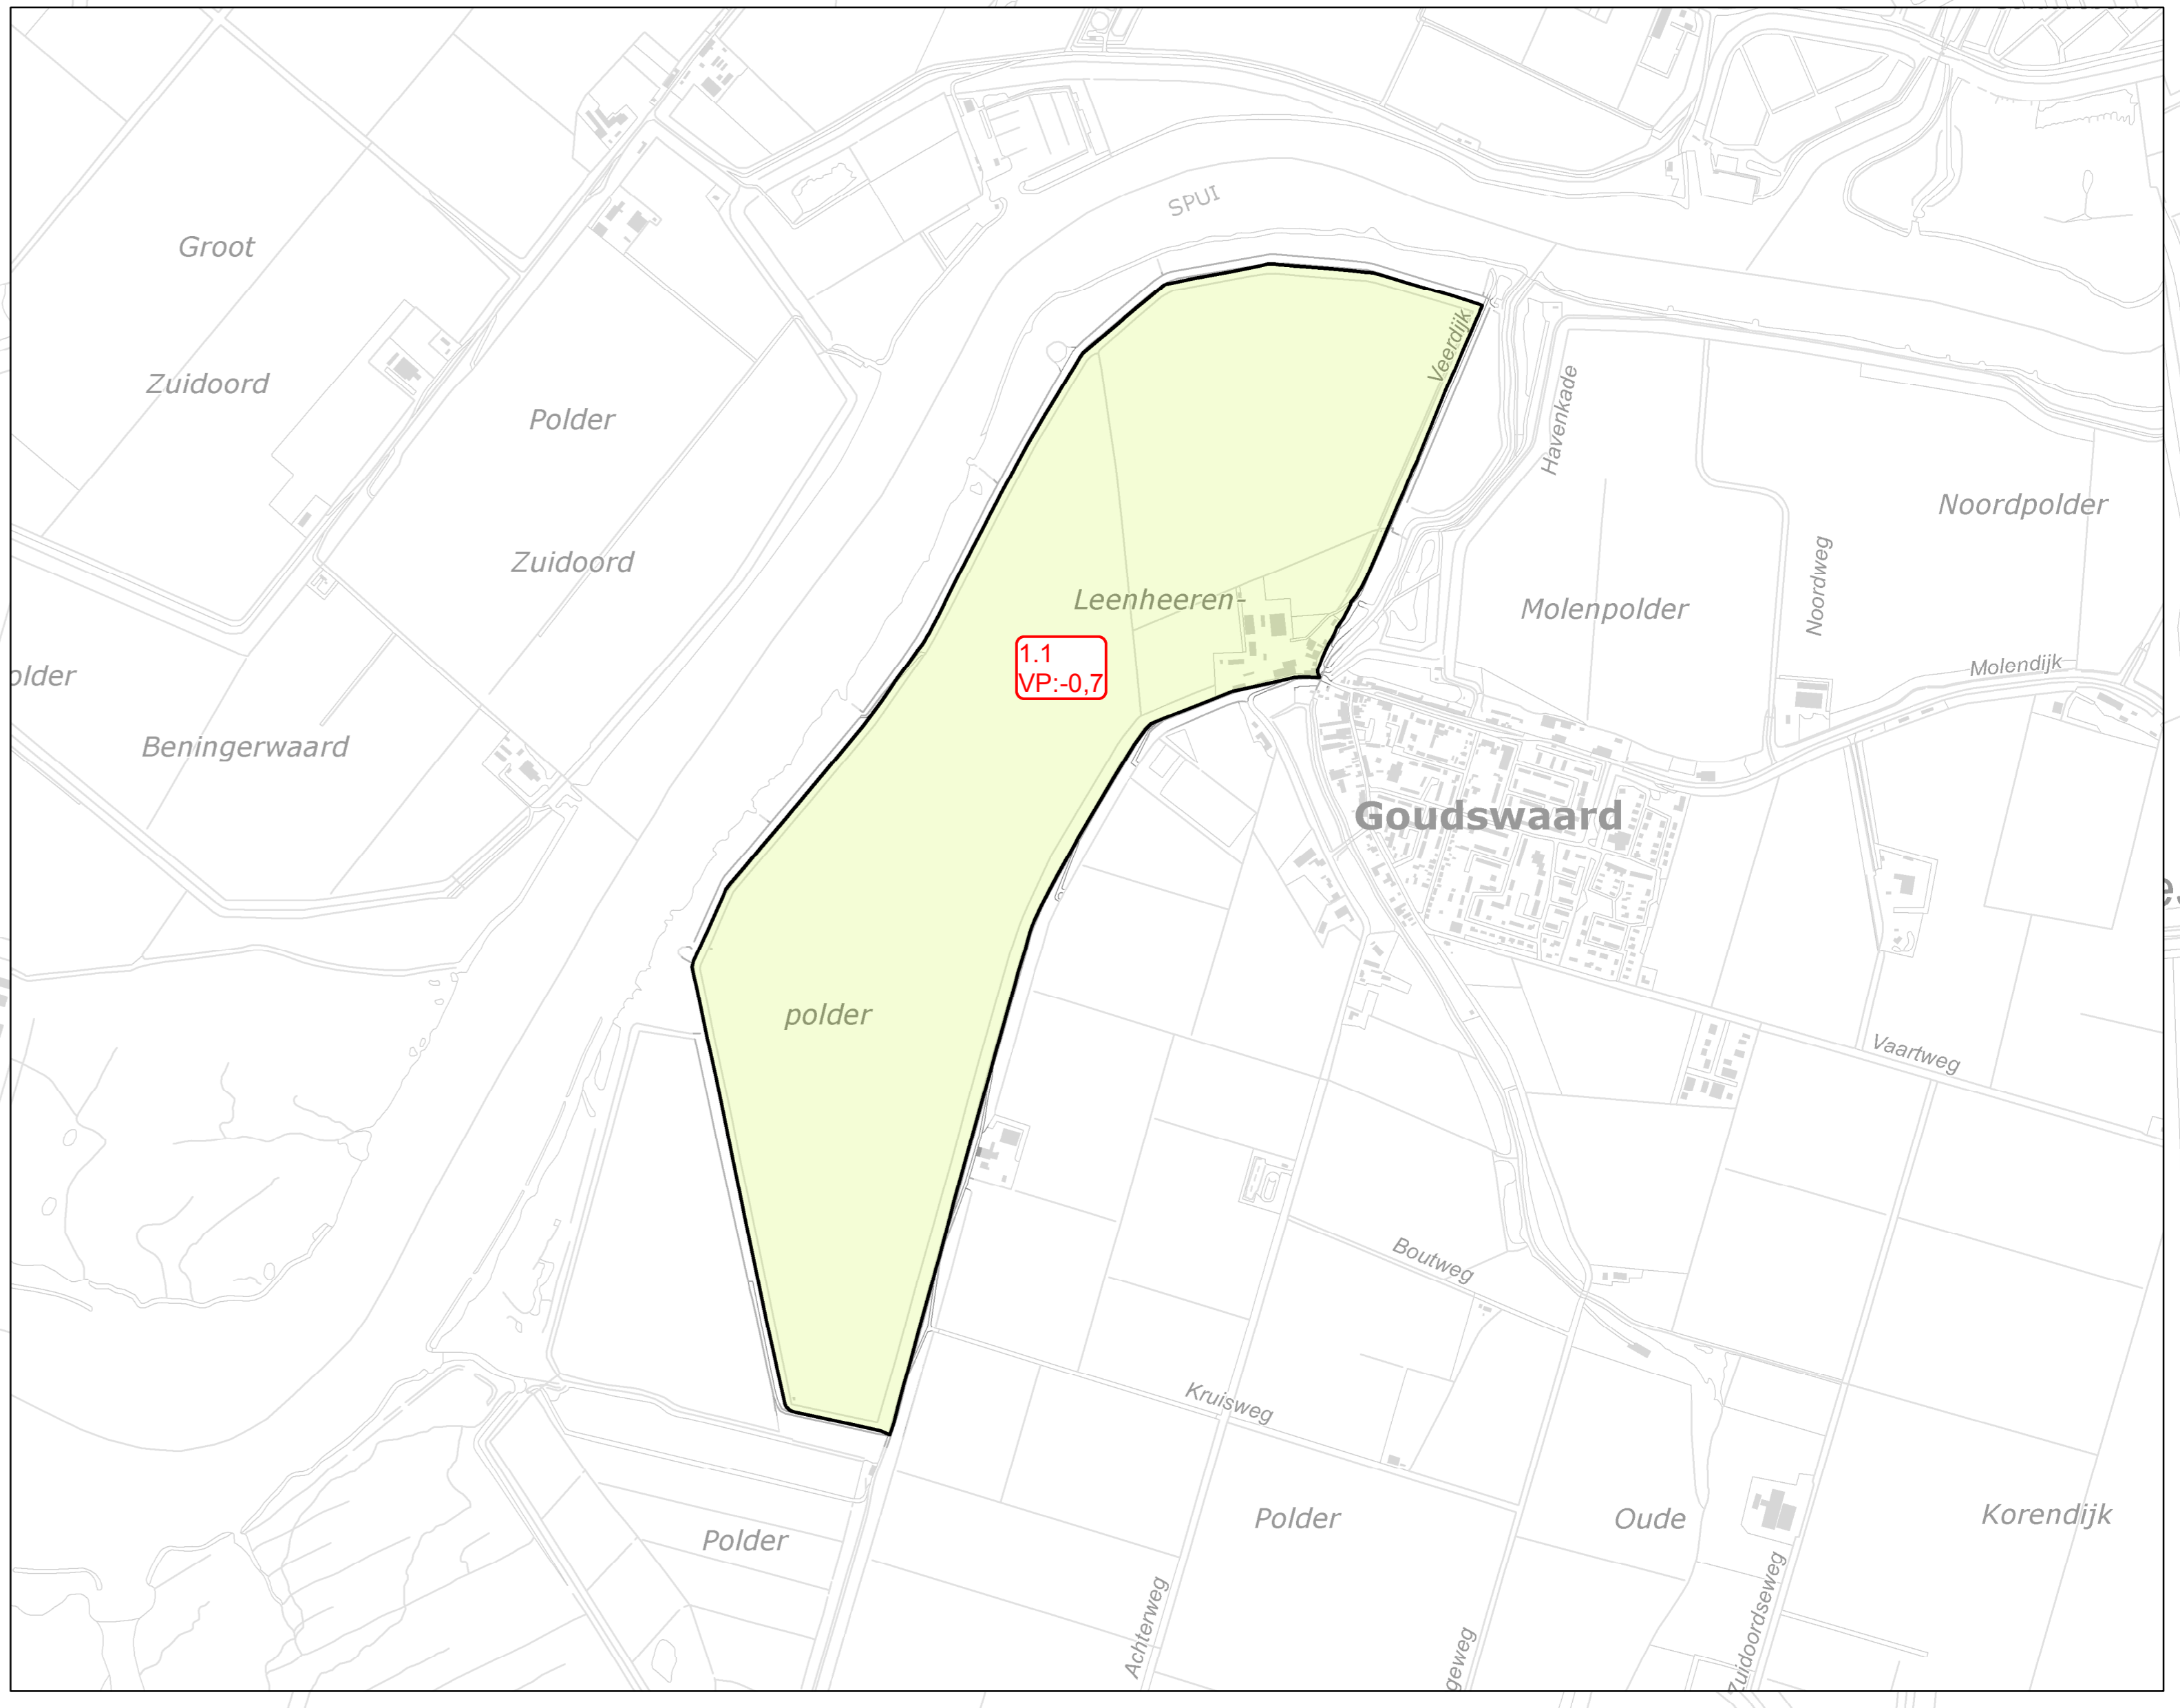 SPUI
Groot
Zuidoord
Polder
Zuidoord
Veerdijk
Havenkade
Noordpolder
Noordweg
Leenheeren-
Molenpolder
1.1
VP:-0,7
Molendijk
older
Beningerwaard
Goudswaard
polder
Vaartweg
Boutweg
Kruisweg
Polder
Polder
Oude
Korendijk
Achterweg
geweg
Zuidoordseweg